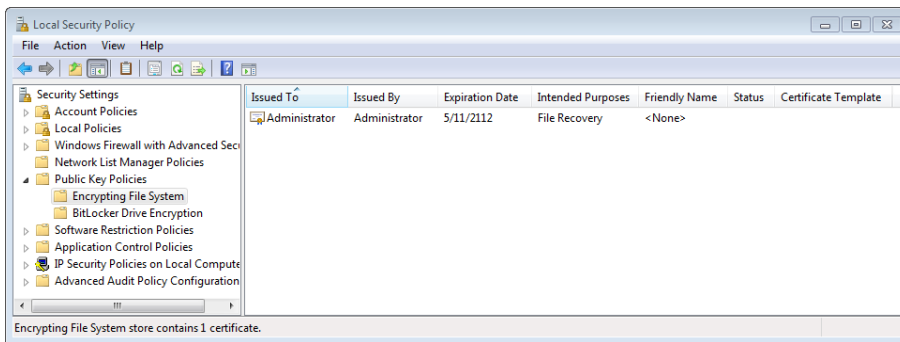 Local Security Policy
File Action View Help
Security Settings
Account Policies
Local Policies
Windows Firewall with Advanced Secu
Network List Manager Policies
Public Key Policies
Encrypting File System
BitLocker Drive Encryption
Software Restriction Policies
Application Control Policies
IP Security Policies on Local Compute
Advanced Audit Policy Configuration
Issued To Issued By Expiration Date Intended Purposes Friendly Name Status Certificate Template
Administrator Administrator 5/11/2112 File Recovery <None>
Encrypting File System store contains 1 certificate.